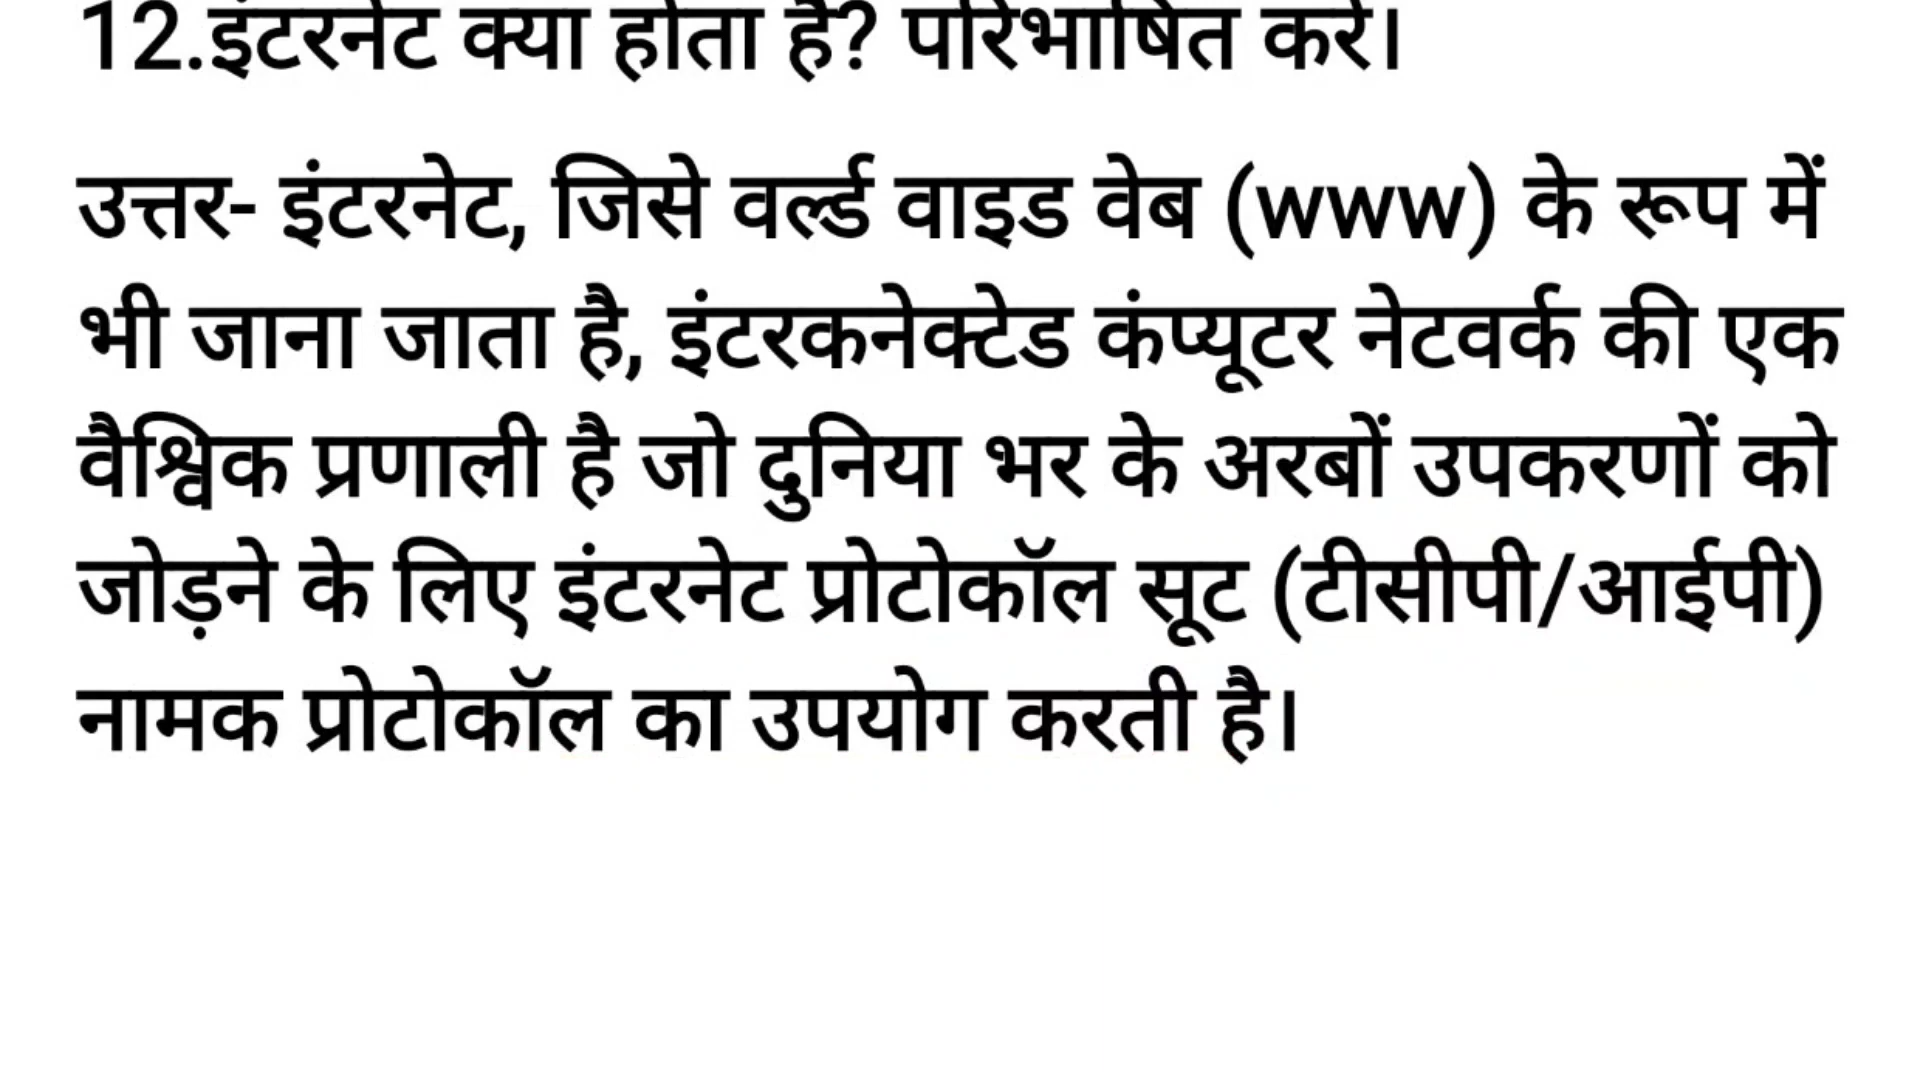 12.इंटरनेट क्या होता है? परिभाषित करें।
उत्तर- इंटरनेट, जिसे वर्ल्ड वाइड वेब (www) के रूप में
भी जाना जाता है, इंटरकनेक्टेड कंप्यूटर नेटवर्क की एक
वैश्विक प्रणाली है जो दुनिया भर के अरबों उपकरणों को
जोड़ने के लिए इंटरनेट प्रोटोकॉल सूट (टीसीपी/आईपी)
नामक प्रोटोकॉल का उपयोग करती है।